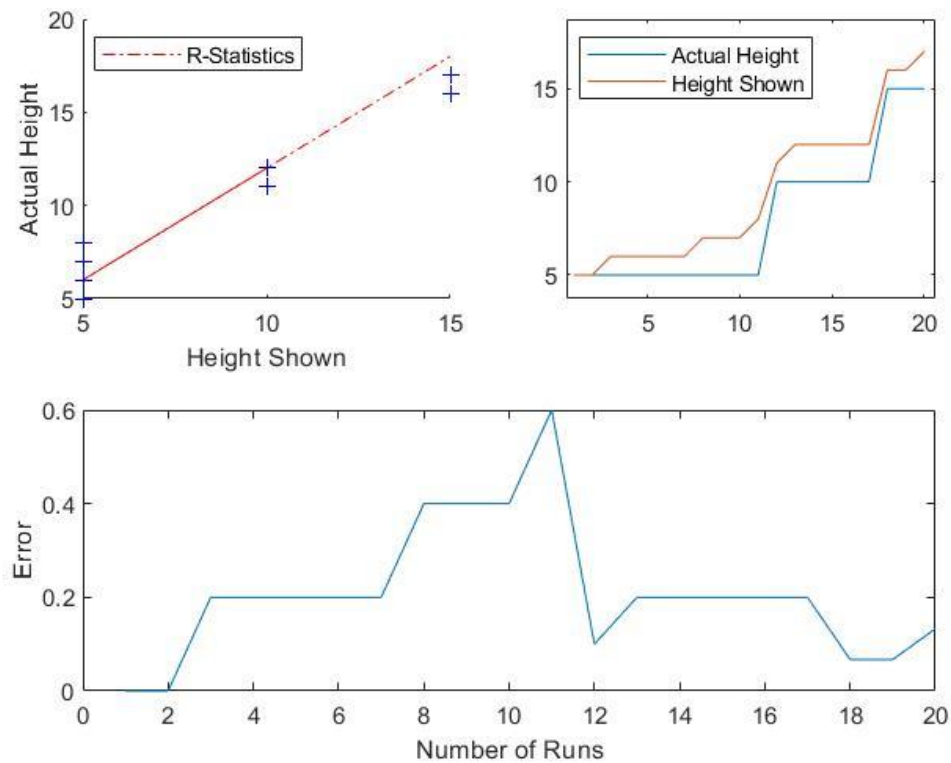 20
15
10
5
Actual Height
R-Statistics
5 10 15
Height Shown
Actual Height
Height Shown
15
10
5
5 10 15 20
0.6
0.4
0.2
0
Error
0 2 4 6 8 10 12 14 16 18 20
Number of Runs